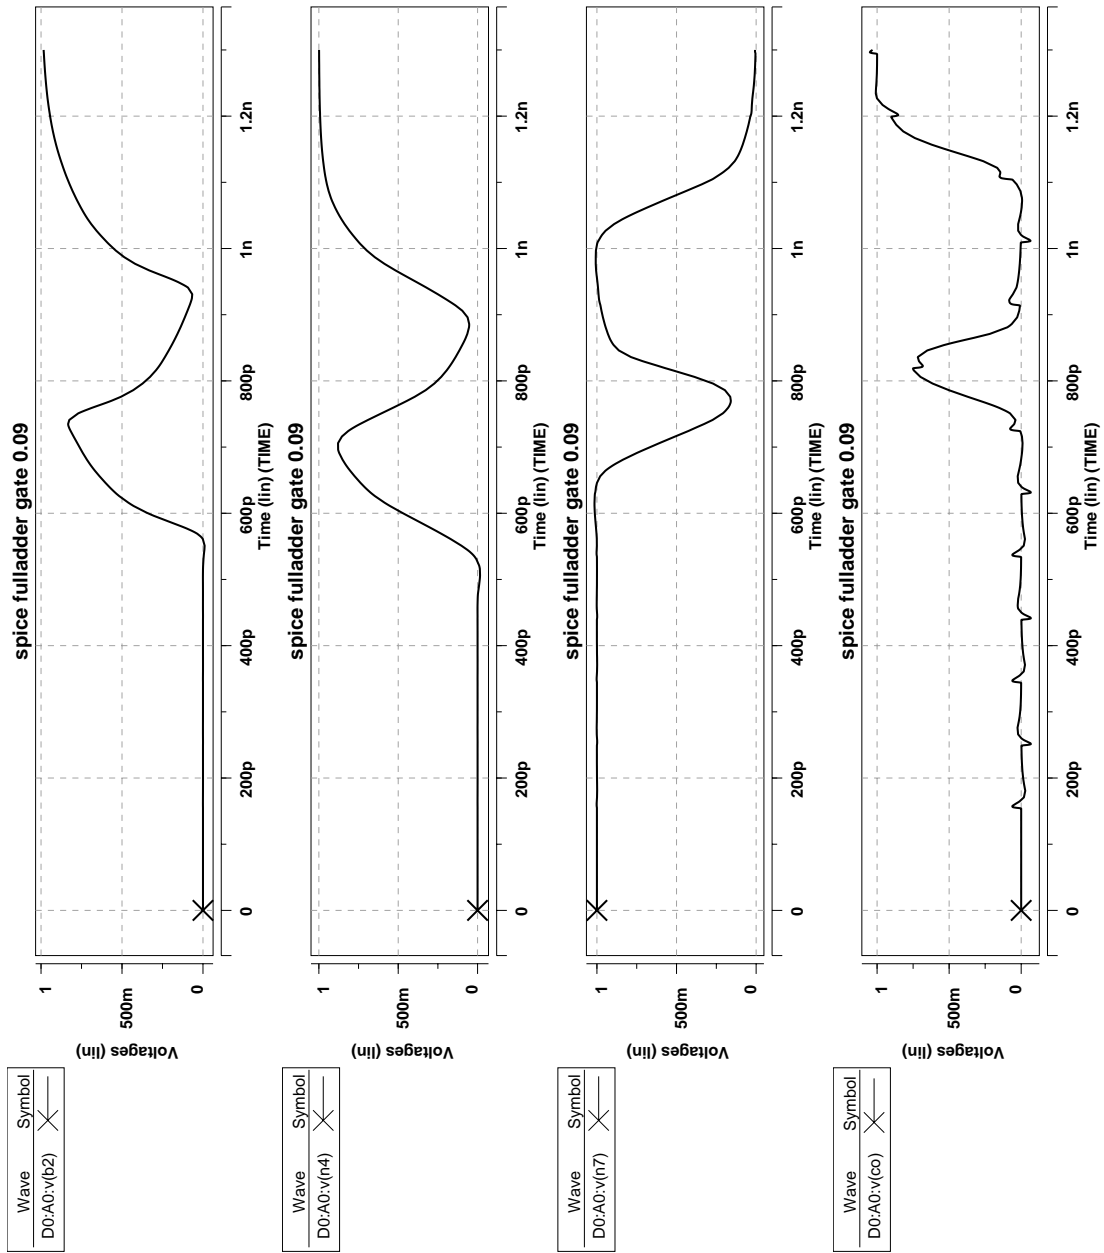 spice fulladder gate 0.09
Wave Symbol
D0:A0:v(b2)
Voltages (lin)
1
500m
0
0 200p 400p 600p 800p 1n 1.2n
Time (lin) (TIME)
spice fulladder gate 0.09
Wave Symbol
D0:A0:v(n4)
Voltages (lin)
1
500m
0
0 200p 400p 600p 800p 1n 1.2n
Time (lin) (TIME)
spice fulladder gate 0.09
Wave Symbol
D0:A0:v(n7)
Voltages (lin)
1
500m
0
0 200p 400p 600p 800p 1n 1.2n
Time (lin) (TIME)
spice fulladder gate 0.09
Wave Symbol
D0:A0:v(co)
Voltages (lin)
1
500m
0
0 200p 400p 600p 800p 1n 1.2n
Time (lin) (TIME)